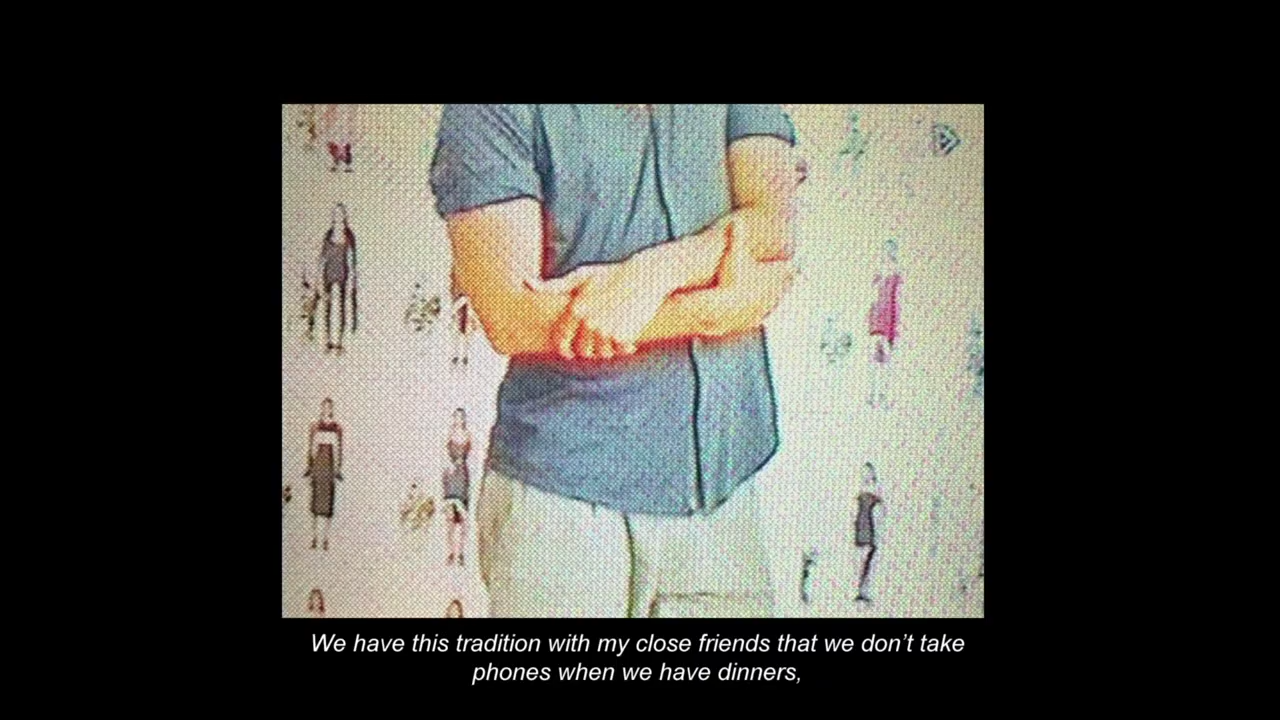 We have this tradition with my close friends that we don’t take
phones when we have dinners,